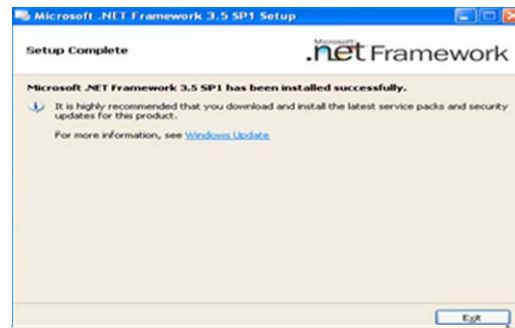 Microsoft .NET Framework 3.5 SP1 Setup
Setup Complete
Microsoft
.net Framework
Microsoft .NET Framework 3.5 SP1 has been installed successfully.
It is highly recommended that you download and install the latest service packs and security
updates for this product.
For more information, see Windows Update
Exit